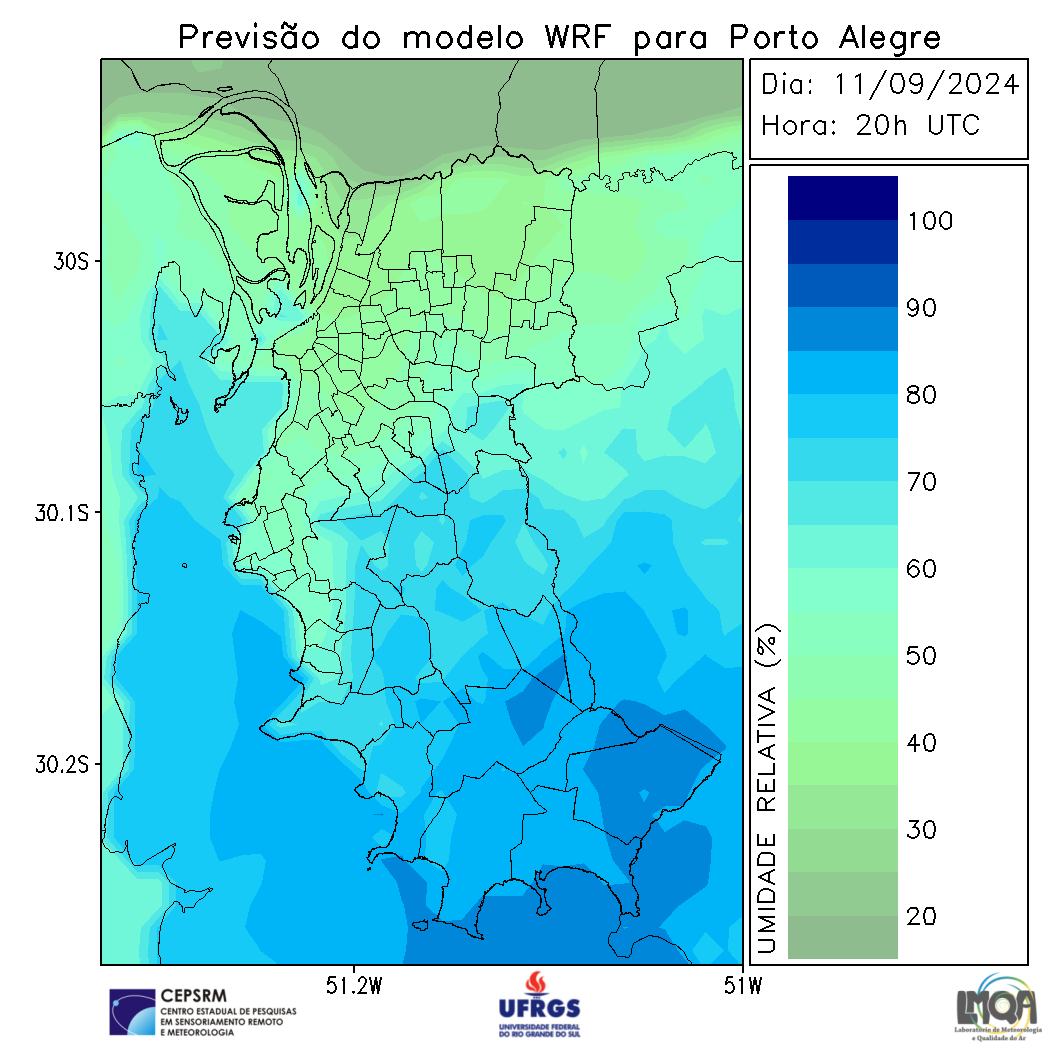 Previsão do modelo WRF para Porto Alegre
Dia: 11/09/2024
Hora: 20h UTC
30S
30.1S
30.2S
51.2W
51W
UMIDADE RELATIVA (%)
100
90
80
70
60
50
40
30
20
CEPSRM
CENTRO ESTADUAL DE PESQUISAS
EM SENSORIAMENTO REMOTO
E METEOROLOGIA
UFRGS
UNIVERSIDADE FEDERAL
DO RIO GRANDE DO SUL
LMQA
Laboratório de Meteorologia
e Qualidade do Ar